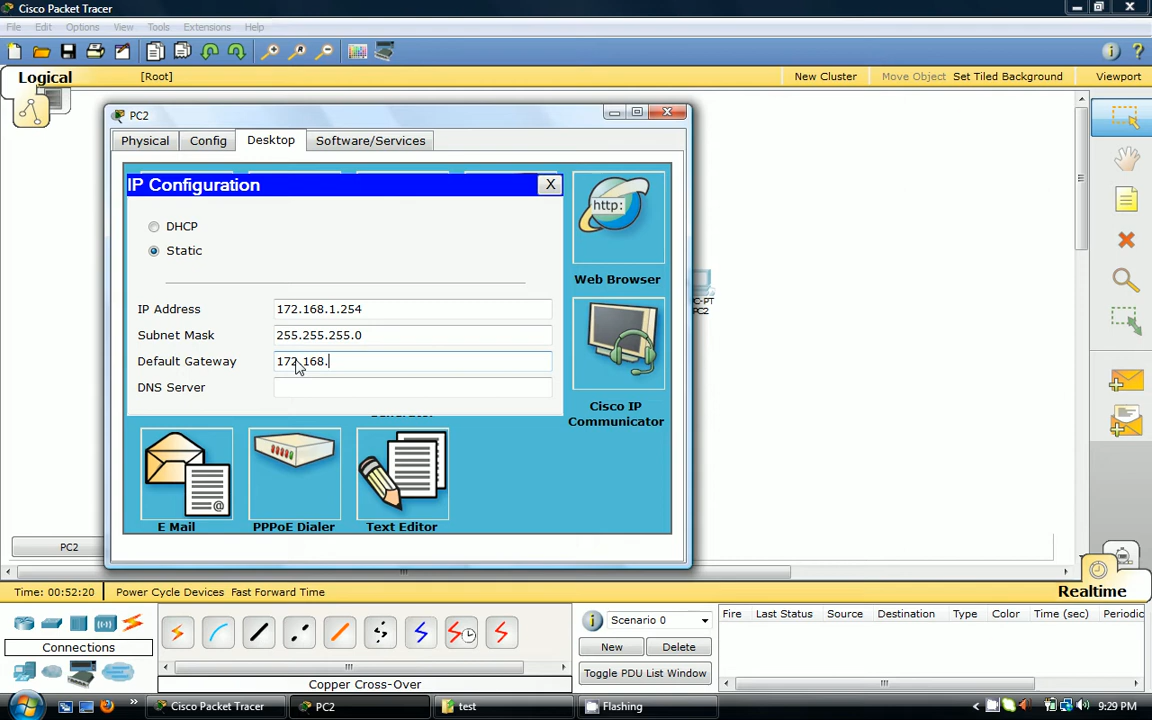 Cisco Packet Tracer
File Edit Options View Tools Extensions Help
Logical [Root] New Cluster Move Object Set Tiled Background Viewport
PC2
Physical Config Desktop Software/Services
IP Configuration X
http:
DHCP
Static
Web Browser
IP Address 172.168.1.254
Subnet Mask 255.255.255.0
Default Gateway 172.168.
DNS Server
C-PT
PC2
Cisco IP
Communicator
@
E Mail PPPoE Dialer Text Editor
PC2
Time: 00:52:20 Power Cycle Devices Fast Forward Time Realtime
Connections
Copper Cross-Over
Scenario 0
New Delete
Toggle PDU List Window
Fire Last Status Source Destination Type Color Time (sec) Periodic
Cisco Packet Tracer PC2 test Flashing 9:29 PM